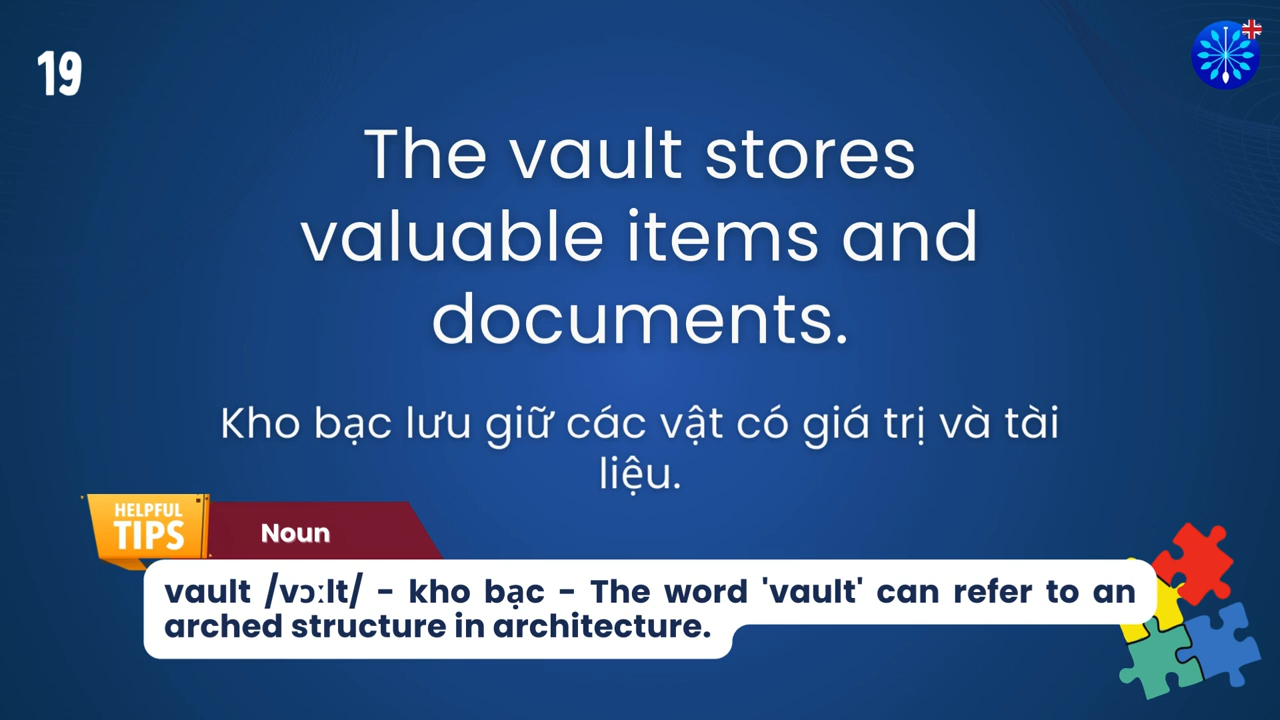 19
The vault stores
valuable items and
documents.
Kho bạc lưu giữ các vật có giá trị và tài
liệu.
HELPFUL
TIPS
Noun
vault /vɔːlt/ - kho bạc - The word 'vault' can refer to an
arched structure in architecture.